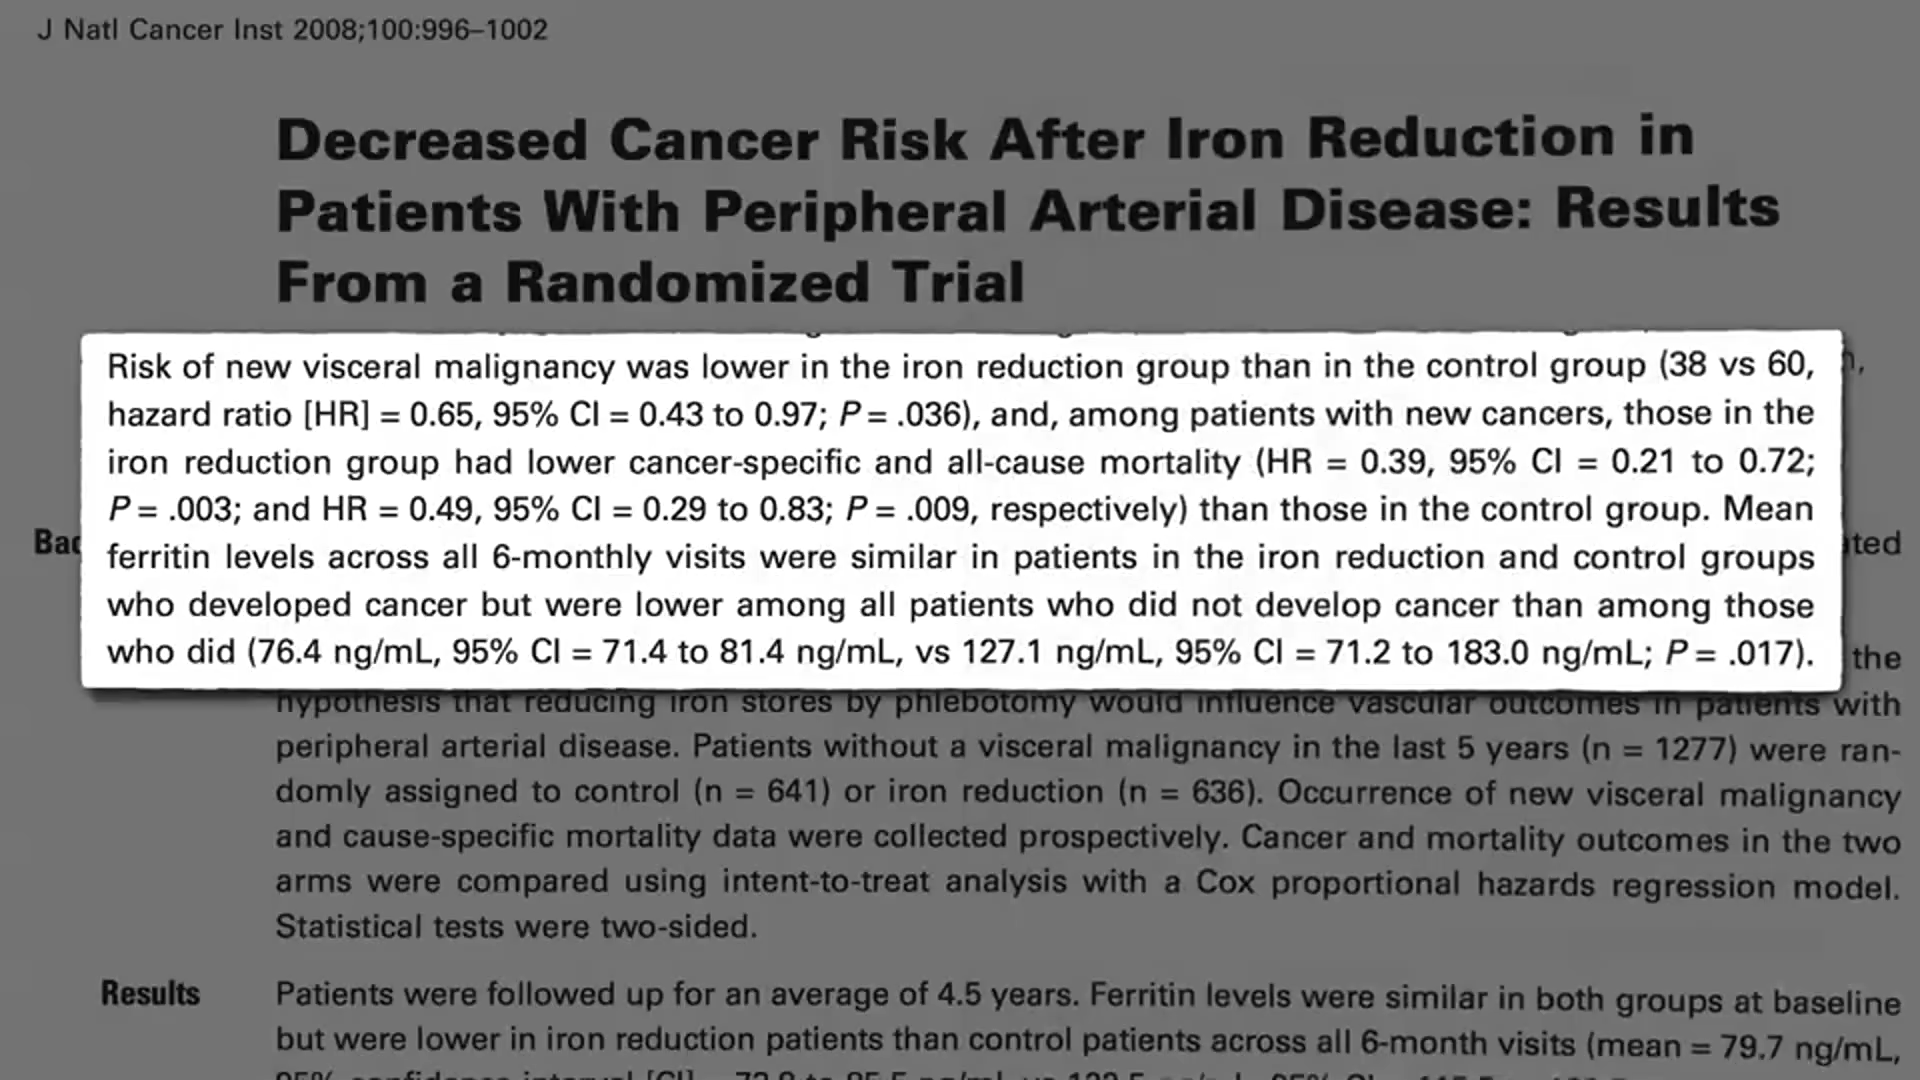 J Natl Cancer Inst 2008;100:996–1002
Decreased Cancer Risk After Iron Reduction in
Patients With Peripheral Arterial Disease: Results
From a Randomized Trial
Risk of new visceral malignancy was lower in the iron reduction group than in the control group (38 vs 60,
hazard ratio [HR] = 0.65, 95% CI = 0.43 to 0.97; P = .036), and, among patients with new cancers, those in the
iron reduction group had lower cancer-specific and all-cause mortality (HR = 0.39, 95% CI = 0.21 to 0.72;
P = .003; and HR = 0.49, 95% CI = 0.29 to 0.83; P = .009, respectively) than those in the control group. Mean
ferritin levels across all 6-monthly visits were similar in patients in the iron reduction and control groups
who developed cancer but were lower among all patients who did not develop cancer than among those
who did (76.4 ng/mL, 95% CI = 71.4 to 81.4 ng/mL, vs 127.1 ng/mL, 95% CI = 71.2 to 183.0 ng/mL; P = .017).
the
hypothesis that reducing iron stores by phlebotomy would influence vascular outcomes in patients with
peripheral arterial disease. Patients without a visceral malignancy in the last 5 years (n = 1277) were ran-
domly assigned to control (n = 641) or iron reduction (n = 636). Occurrence of new visceral malignancy
and cause-specific mortality data were collected prospectively. Cancer and mortality outcomes in the two
arms were compared using intent-to-treat analysis with a Cox proportional hazards regression model.
Statistical tests were two-sided.
Results Patients were followed up for an average of 4.5 years. Ferritin levels were similar in both groups at baseline
but were lower in iron reduction patients than control patients across all 6-month visits (mean = 79.7 ng/mL,